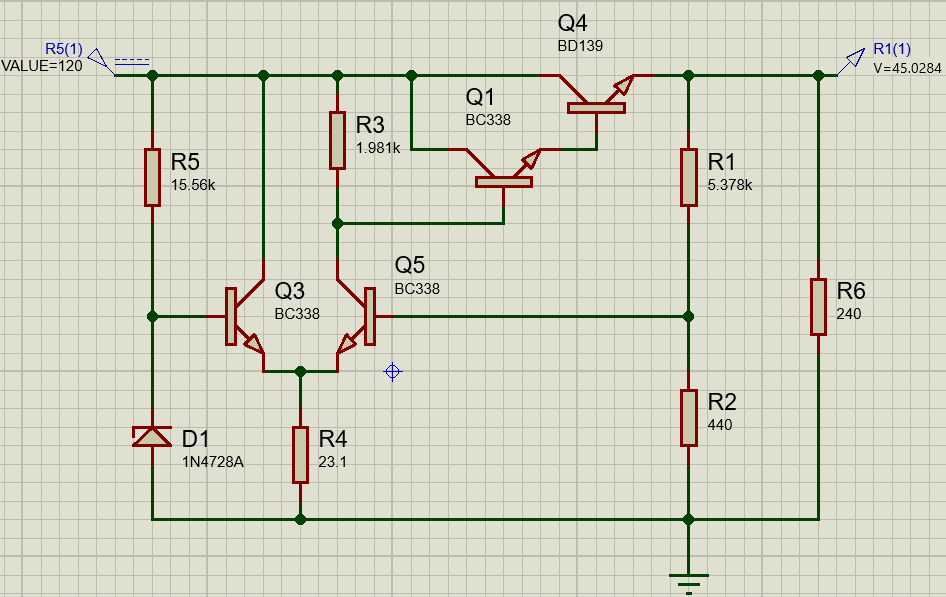 Q4
BD139
R5(1)
VALUE=120
R1(1)
V=45.0284
Q1
BC338
R3
1.981k
R5
15.56k
R1
5.378k
Q5
BC338
Q3
BC338
R6
240
R2
440
D1
1N4728A
R4
23.1